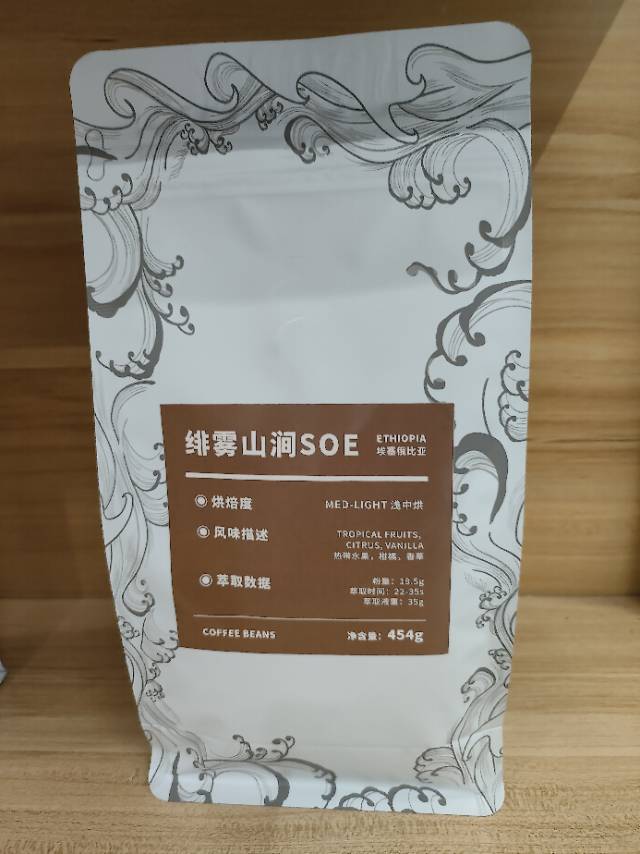 绯雾山涧SOE
ETHIOPIA
埃塞俄比亚
烘焙度
MED-LIGHT 浅中烘
风味描述
TROPICAL FRUITS,
CITRUS, VANILLA
热带水果，柑橘，香草
萃取数据
粉量：19.5g
萃取时间：22-35s
萃取液重：35g
COFFEE BEANS
净含量：454g